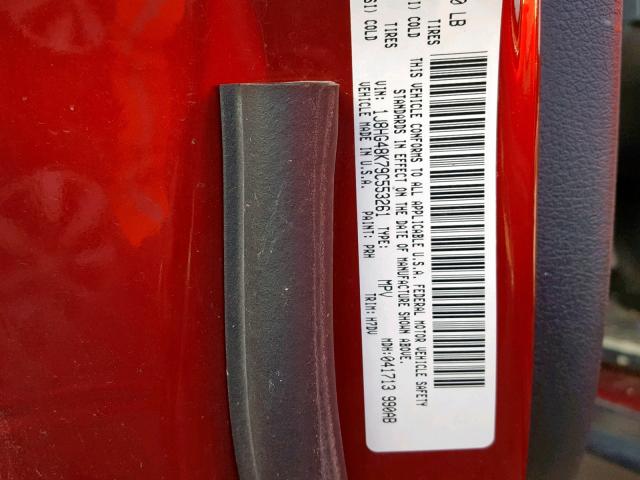 0 LB
TIRES TIRES
SI) COLD I) COLD
THIS VEHICLE CONFORMS TO ALL APPLICABLE U.S.A. FEDERAL MOTOR VEHICLE SAFETY
STANDARDS IN EFFECT ON THE DATE OF MANUFACTURE SHOWN ABOVE.
VIN: 1J8HG48K79C553261 TYPE: MPV MDH:041713 990AB
VEHICLE MADE IN U.S.A. PAINT: PRH TRIM: H7DV